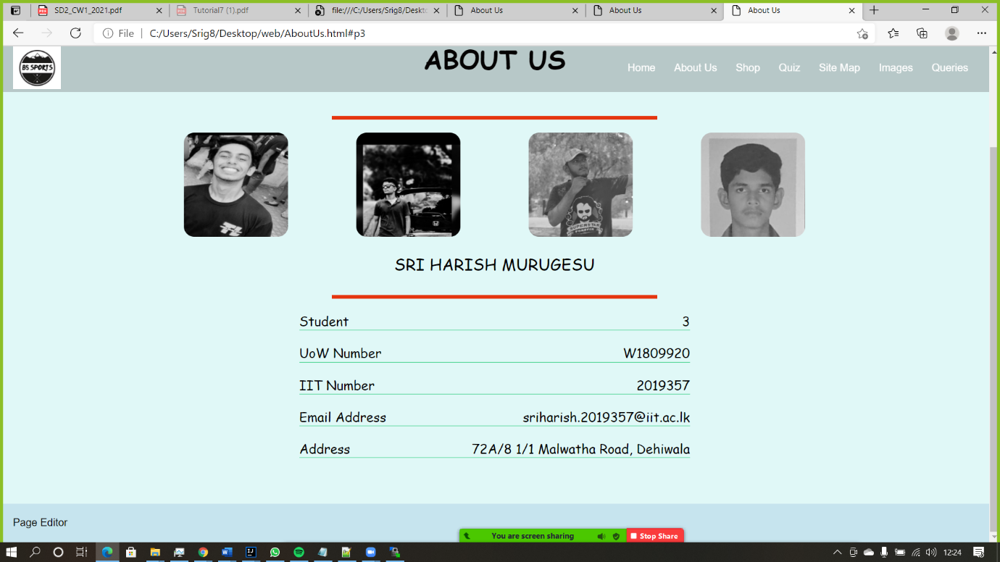 SD2_CW1_2021.pdf
Tutorial7 (1).pdf
file:///C:/Users/Srig8/Deskto
About Us
About Us
About Us
File | C:/Users/Srig8/Desktop/web/AboutUs.html#p3
BS SPORTS
ABOUT US
Home About Us Shop Quiz Site Map Images Queries
SUPERSTAR
FOREVER
SRI HARISH MURUGESU
Student 3
UoW Number W1809920
IIT Number 2019357
Email Address sriharish.2019357@iit.ac.lk
Address 72A/8 1/1 Malwatha Road, Dehiwala
Page Editor
You are screen sharing Stop Share
12:24